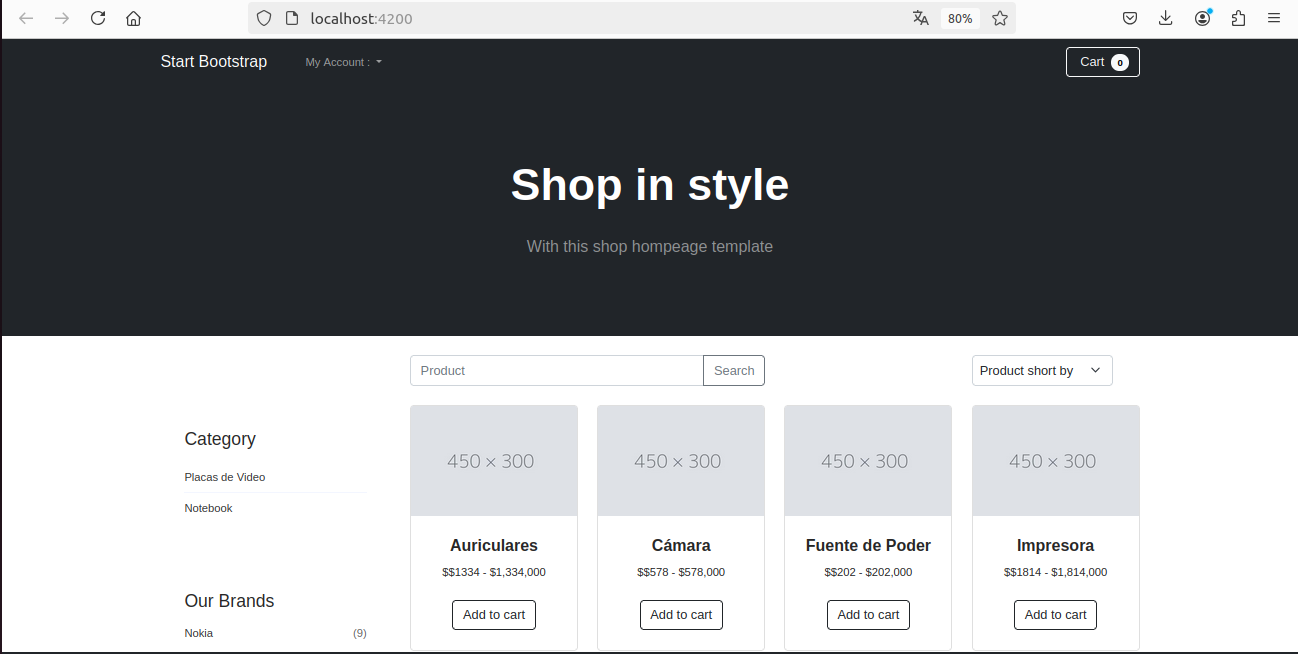 localhost:4200 80%
Start Bootstrap My Account : Cart 0
Shop in style
With this shop hompeage template
Product Search Product short by
Category
Placas de Video
Notebook
Our Brands
Nokia (9)
450 × 300 450 × 300 450 × 300 450 × 300
Auriculares Cámara Fuente de Poder Impresora
$$1334 - $1,334,000 $$578 - $578,000 $$202 - $202,000 $$1814 - $1,814,000
Add to cart Add to cart Add to cart Add to cart